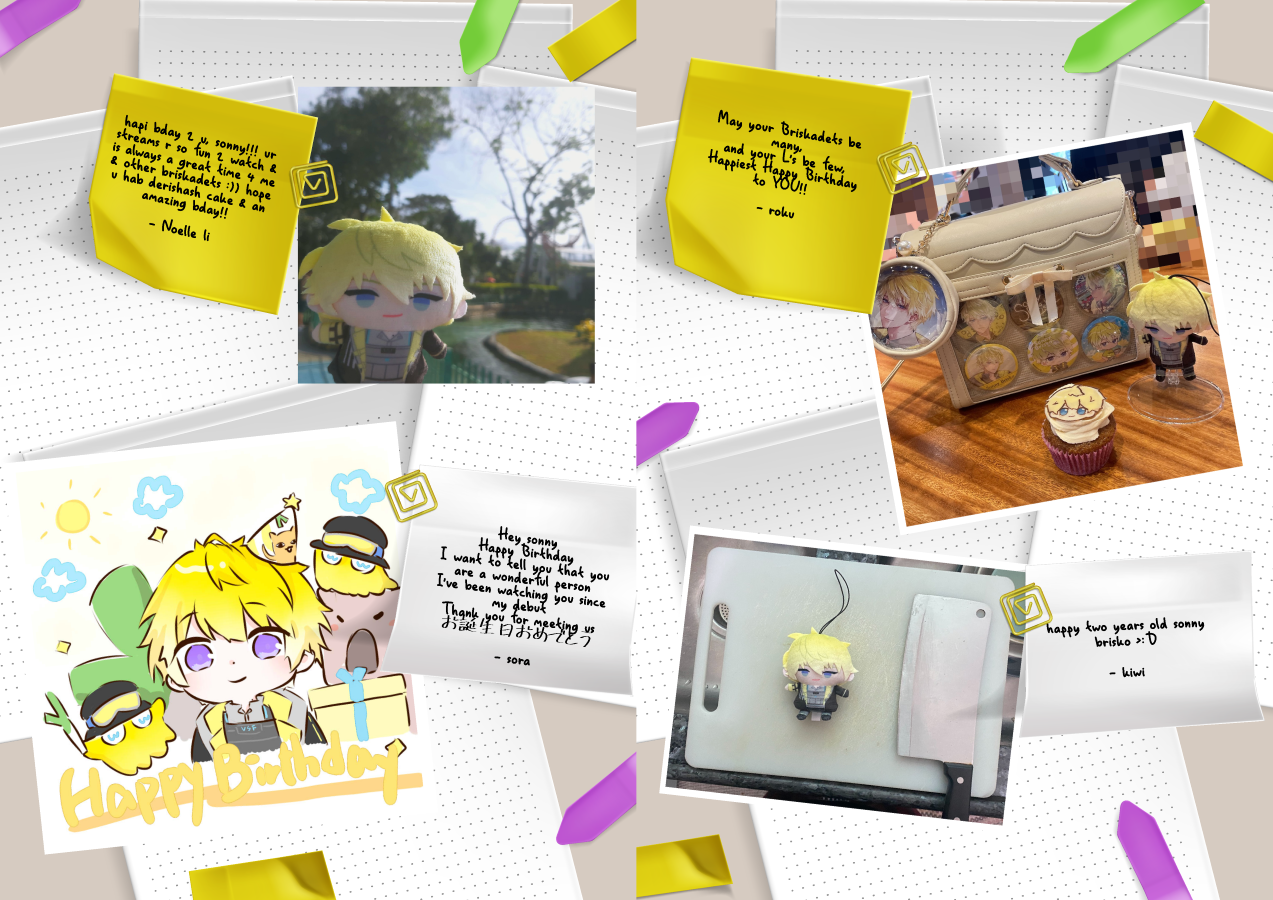 hapi bday 2 u, sonny!!! ur
streams r so fun 2 watch &
is always a great time 4 me
& other briskadets :)) hope
u hab derishash cake & an
amazing bday!!
- Noelle li
May your Briskadets be
many,
and your L's be few,
Happiest Happy Birthday
to YOU!!
- roku
Hey sonny
Happy Birthday
I want to tell you that you
are a wonderful person
I've been watching you since
my debut
Thank you for meeting us
お誕生日おめでとう
- sora
VSF
Happy Birthday
happy two years old sonny
brisko >:D
- kiwi